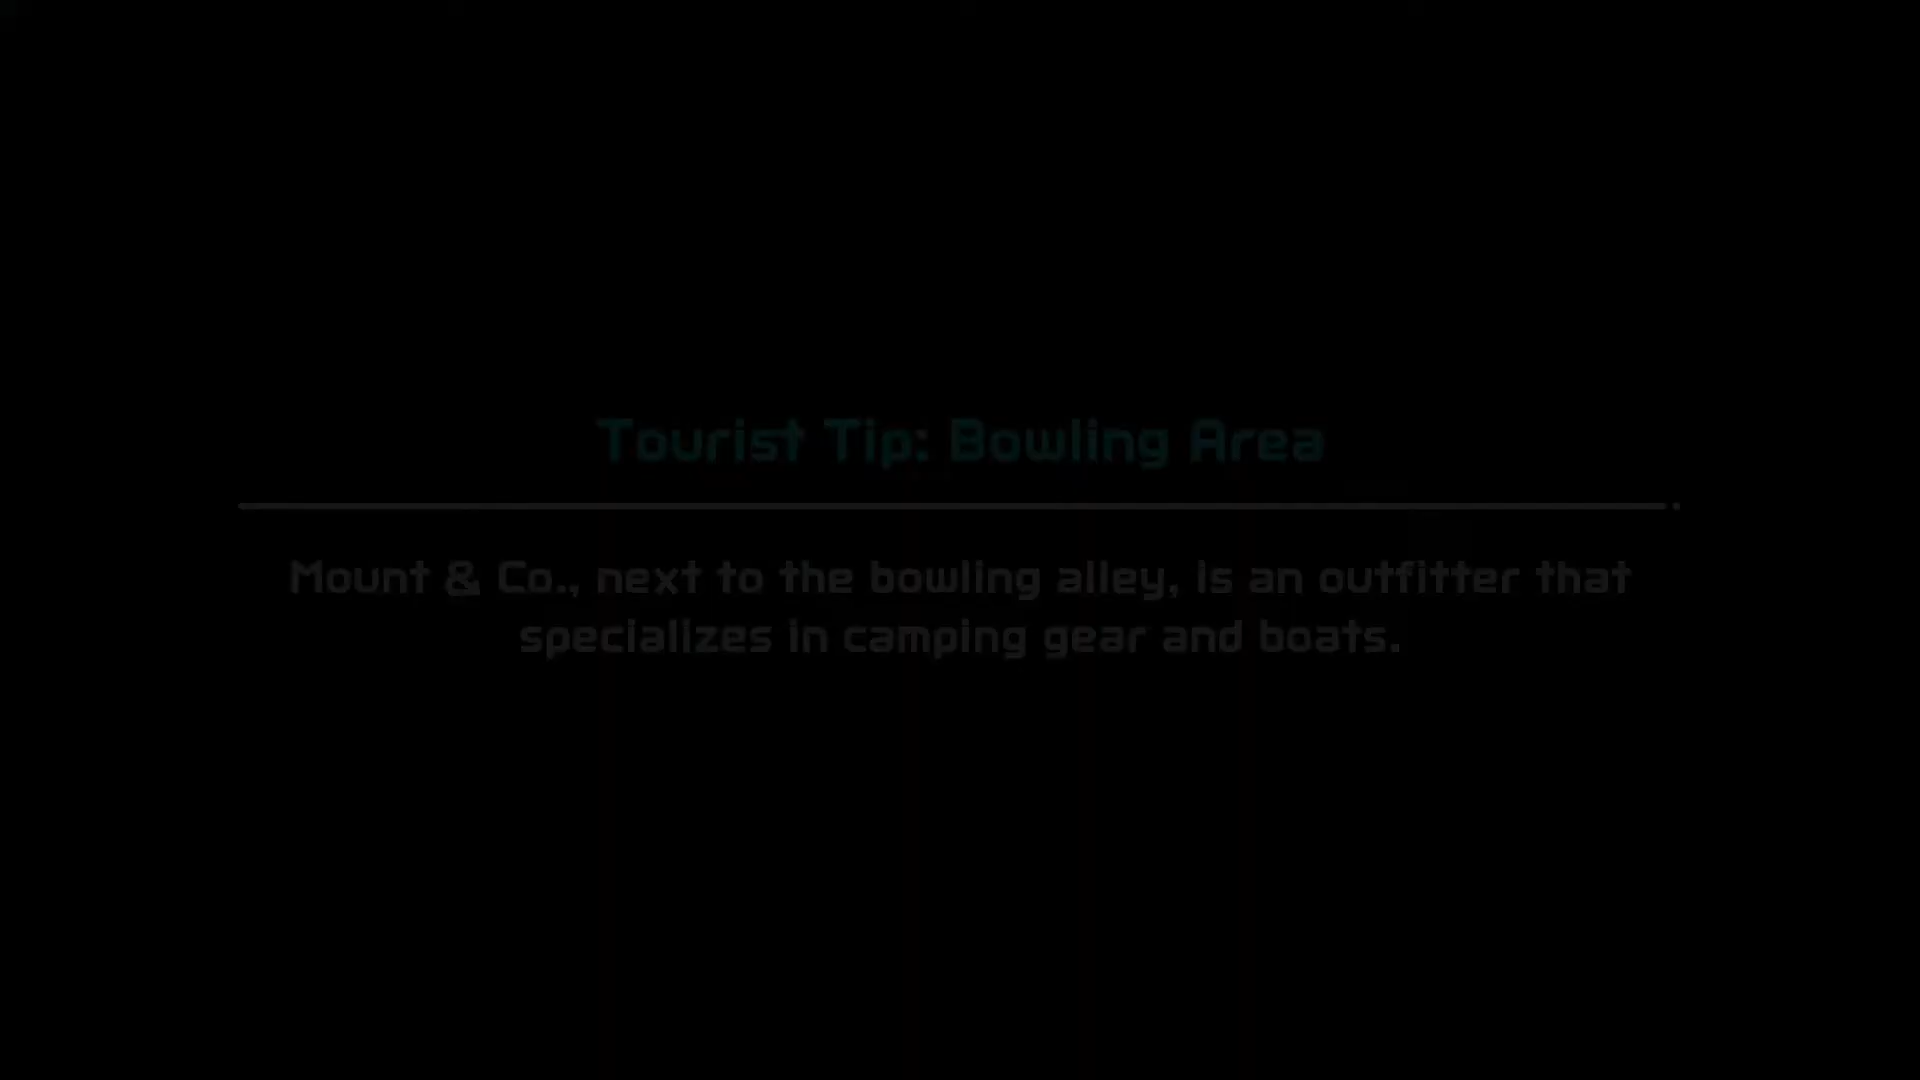 Tourist Tip: Bowling Area
Mount & Co., next to the bowling alley, is an outfitter that
specializes in camping gear and boats.